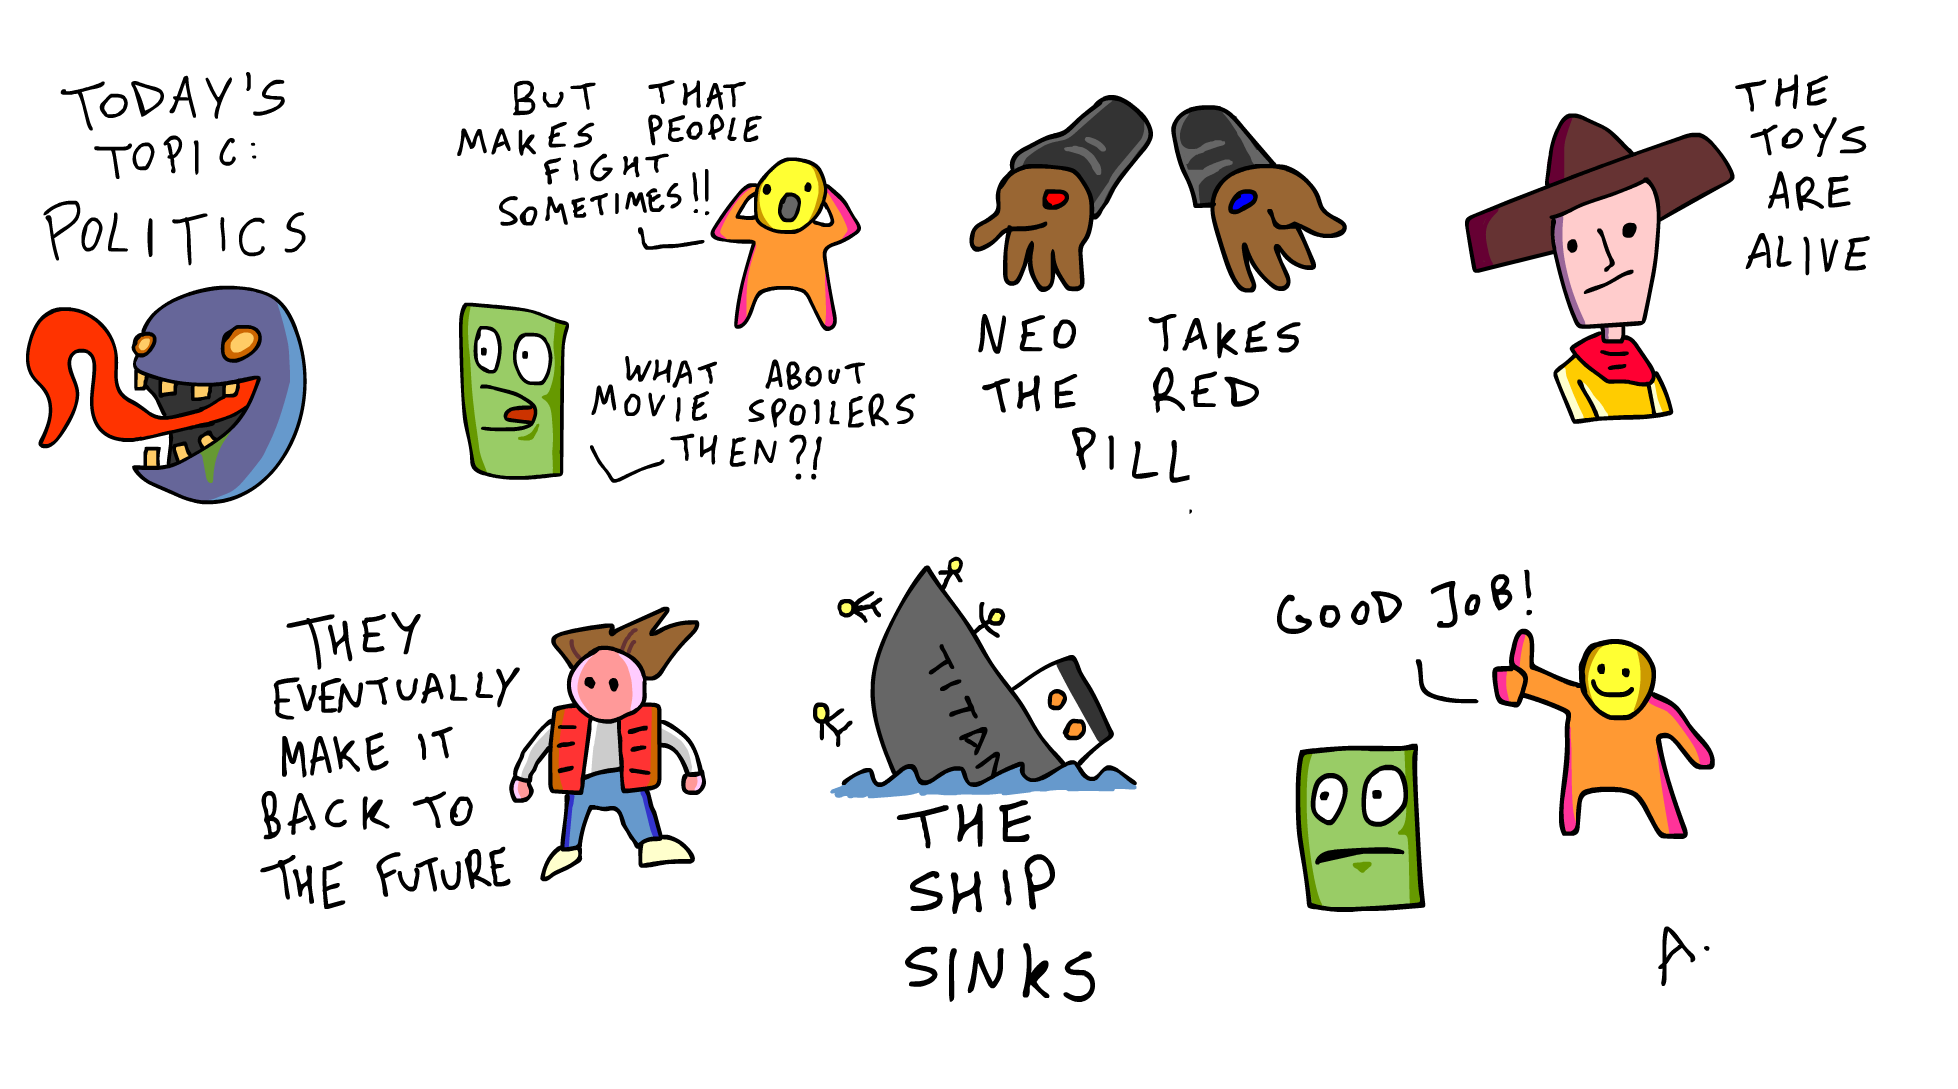 TODAY'S
TOPIC:
POLITICS
BUT THAT
MAKES PEOPLE
FIGHT
SOMETIMES!!
WHAT ABOUT
MOVIE SPOILERS
THEN?!
NEO TAKES
THE RED
PILL
THE
TOYS
ARE
ALIVE
THEY
EVENTUALLY
MAKE IT
BACK TO
THE FUTURE
TITAN
THE
SHIP
SINKS
GOOD JOB!
A.